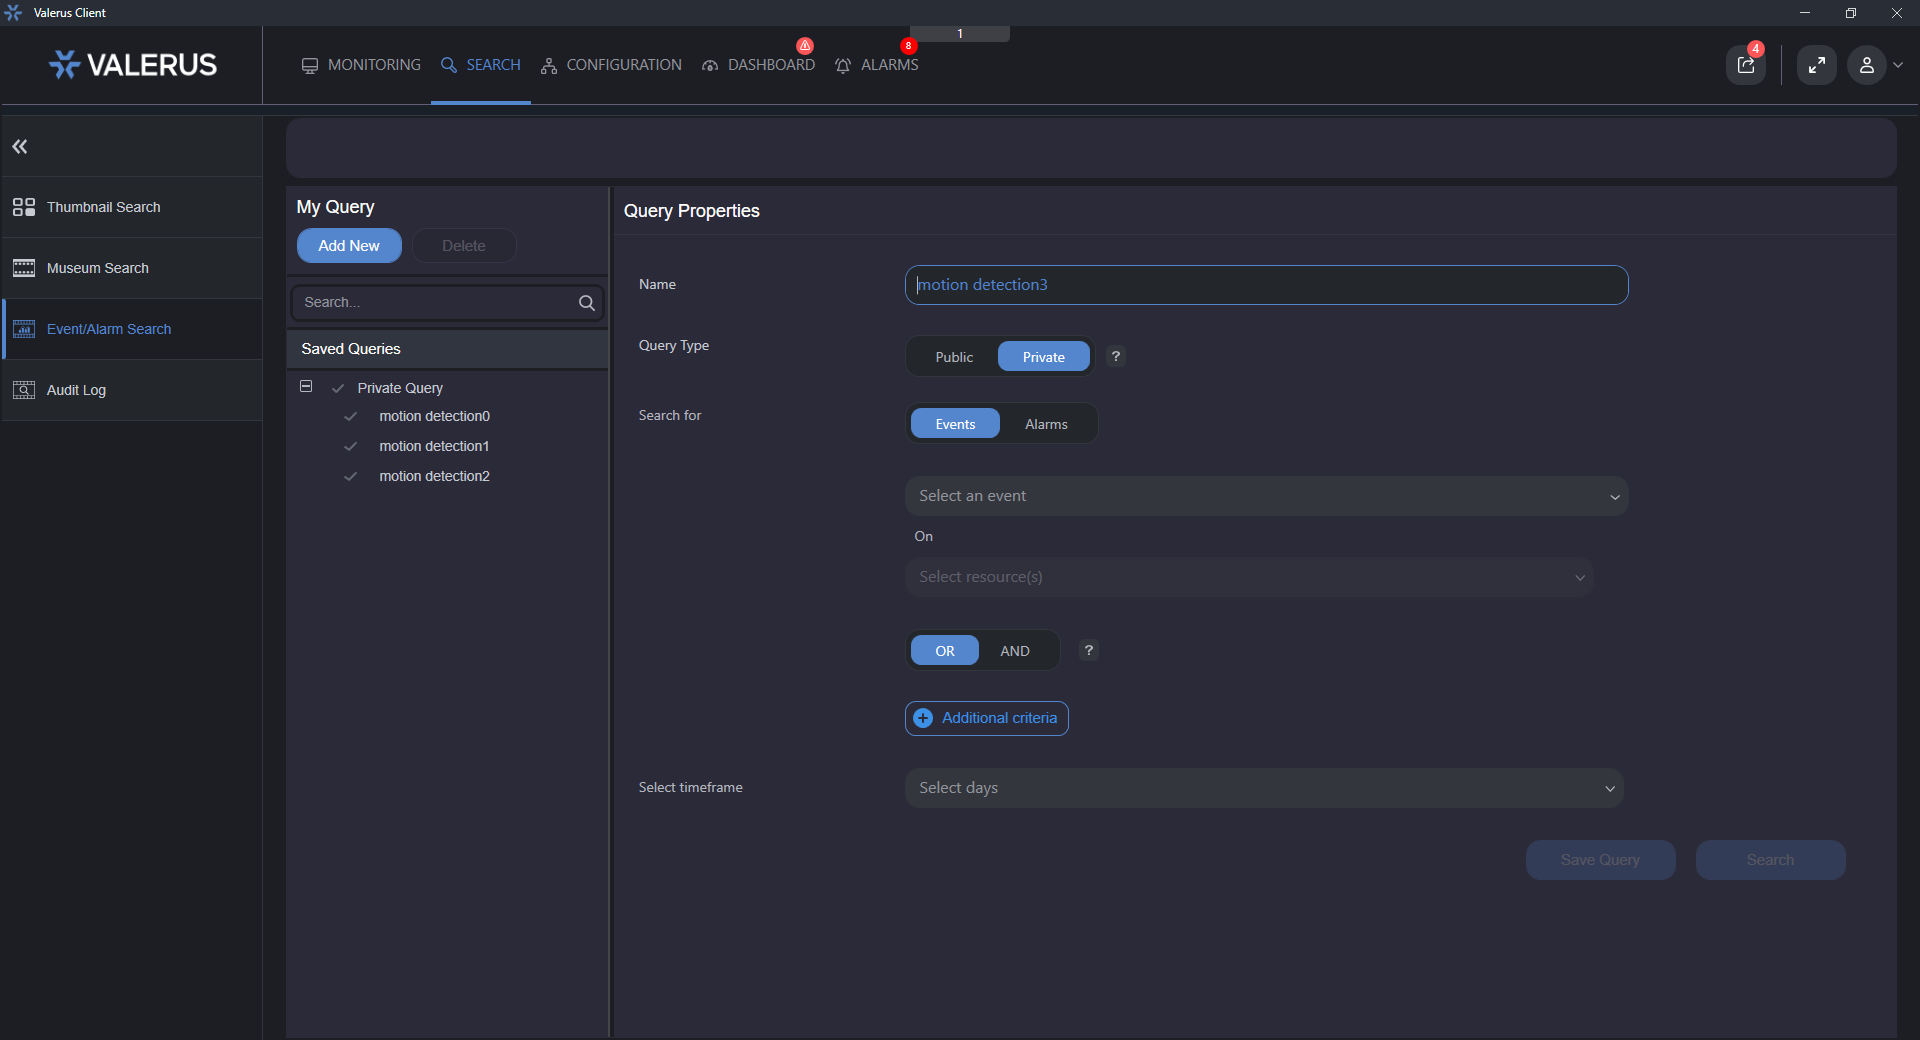 Valerus Client
1
VALERUS
MONITORING
SEARCH
CONFIGURATION
DASHBOARD
8
ALARMS
4
Thumbnail Search
Museum Search
Event/Alarm Search
Audit Log
My Query
Add New
Delete
Search...
Saved Queries
Private Query
motion detection0
motion detection1
motion detection2
Query Properties
Name
motion detection3
Query Type
Public
Private
?
Search for
Events
Alarms
Select an event
On
Select resource(s)
OR
AND
?
Additional criteria
Select timeframe
Select days
Save Query
Search